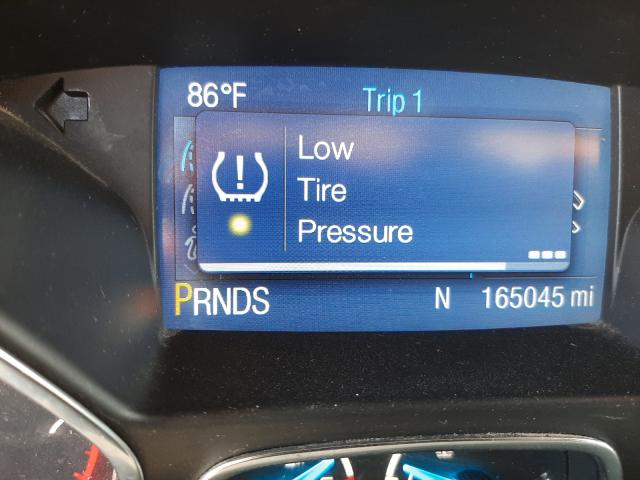 86°F Trip 1
Low
Tire
Pressure
PRNDS N 165045 mi